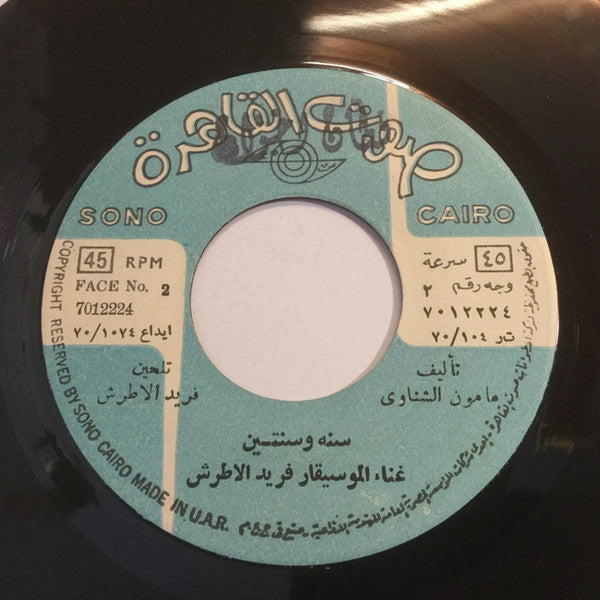 صوت القاهرة
SONO CAIRO
45 RPM
FACE No. 2
7012224
ايداع ٧٠/١٠٧٤
٤٥ سرعة
وجه رقم ٢
٧٠١٢٢٢٤
تر ٧٠/١٠٤
تلحين
فريد الاطرش
تأليف
مامون الشناوى
سنه وسنتين
غناء الموسيقار فريد الاطرش
COPYRIGHT RESERVED BY SONO CAIRO MADE IN U.A.R.